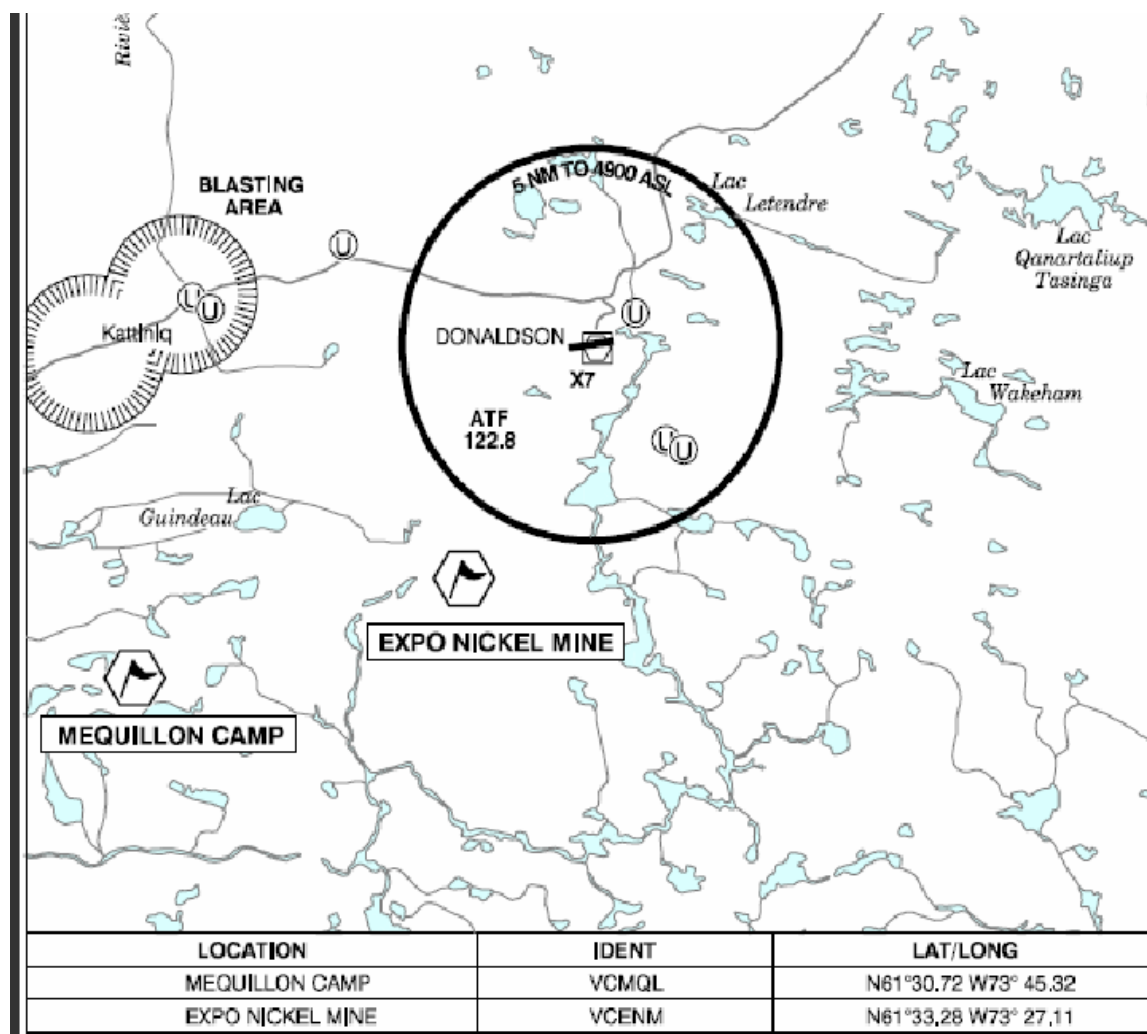 Riviè
5 NM TO 4900 ASL
BLASTING
AREA
Lac
Letendre
Lac
Qanartaliup
Tasinga
U
U
U
Kattiniq
DONALDSON
U
X7
Lac
Wakeham
ATF
122.8
U
U
Lac
Guindeau
EXPO NICKEL MINE
MEQUILLON CAMP
LOCATION IDENT LAT/LONG
MEQUILLON CAMP VCMQL N61°30.72 W73° 45.32
EXPO NICKEL MINE VCENM N61°33,28 W73° 27,11